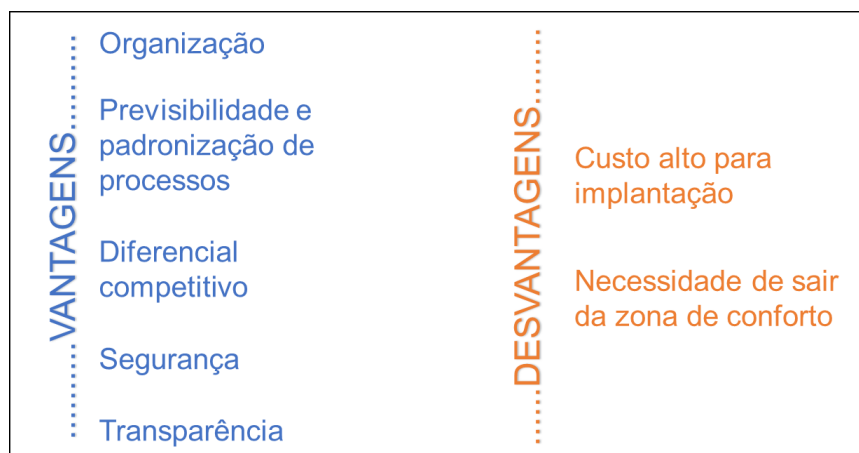 VANTAGENS
Organização
Previsibilidade e
padronização de
processos
Diferencial
competitivo
Segurança
Transparência
DESVANTAGENS
Custo alto para
implantação
Necessidade de sair
da zona de conforto